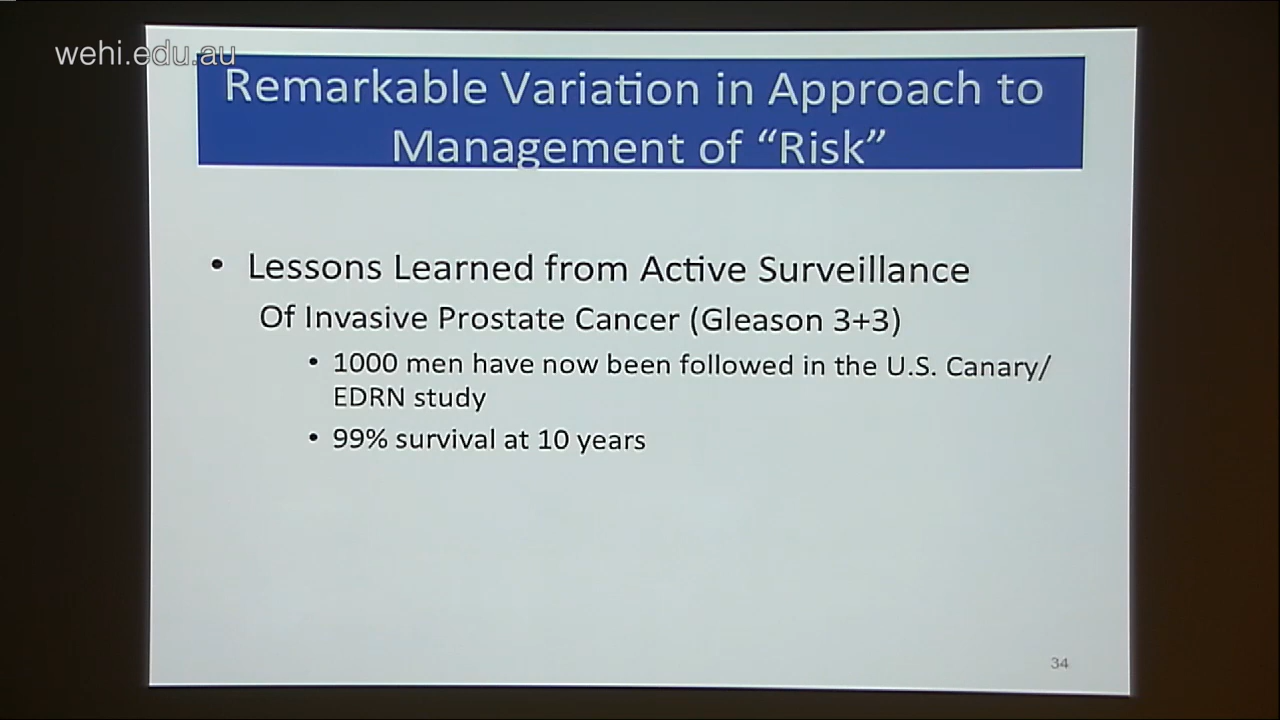 wehi.edu.au
Remarkable Variation in Approach to
Management of “Risk”
• Lessons Learned from Active Surveillance
Of Invasive Prostate Cancer (Gleason 3+3)
• 1000 men have now been followed in the U.S. Canary/
EDRN study
• 99% survival at 10 years
34